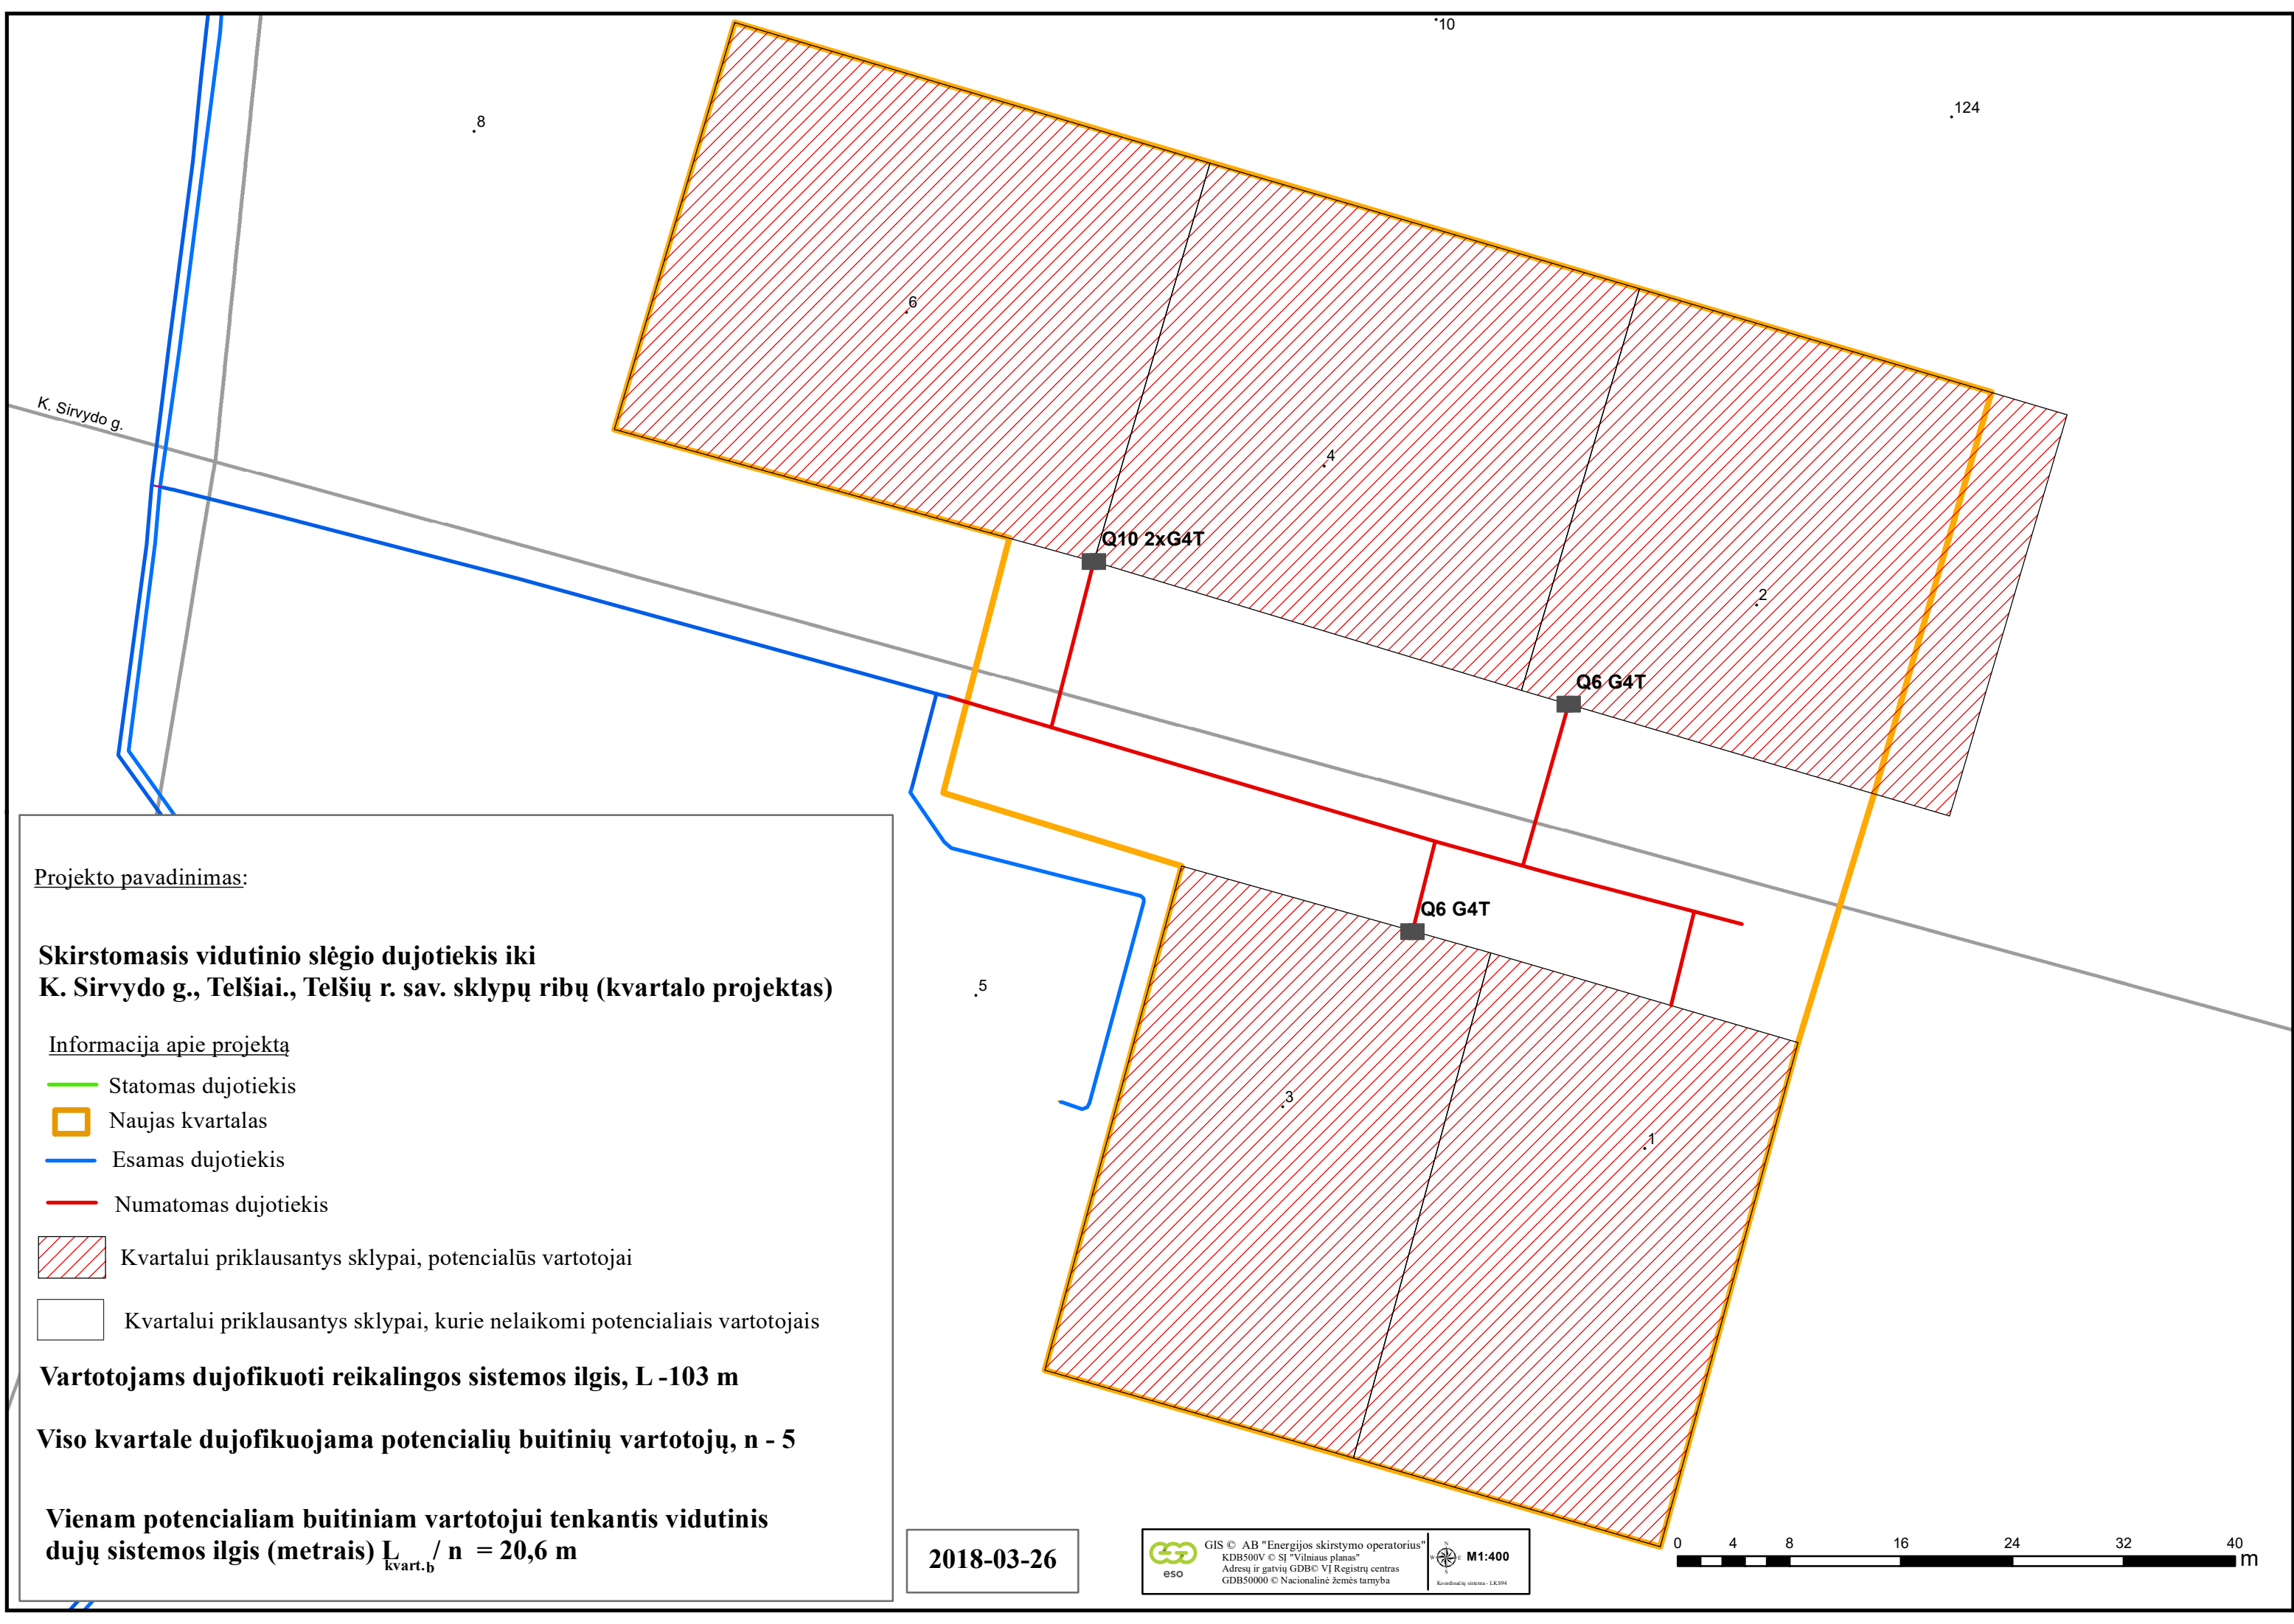 10
124
8
6
K. Sirvydo g.
4
Q10 2xG4T
2
Q6 G4T
Q6 G4T
5
3
1
Projekto pavadinimas:
Skirstomasis vidutinio slėgio dujotiekis iki
K. Sirvydo g., Telšiai., Telšių r. sav. sklypų ribų (kvartalo projektas)
Informacija apie projektą
Statomas dujotiekis
Naujas kvartalas
Esamas dujotiekis
Numatomas dujotiekis
Kvartalui priklausantys sklypai, potencialūs vartotojai
Kvartalui priklausantys sklypai, kurie nelaikomi potencialiais vartotojais
Vartotojams dujofikuoti reikalingos sistemos ilgis, L -103 m
Viso kvartale dujofikuojama potencialių buitinių vartotojų, n - 5
Vienam potencialiam buitiniam vartotojui tenkantis vidutinis
dujų sistemos ilgis (metrais) L kvart.b / n = 20,6 m
2018-03-26
eso
GIS © AB "Energijos skirstymo operatorius"
KDB500V © SĮ "Vilniaus planas"
Adresų ir gatvių GDB© VĮ Registrų centras
GDB50000 © Nacionalinė žemės tarnyba
N
W E
S
M1:400
Koordinačių sistema - LKS94
0 4 8 16 24 32 40
m